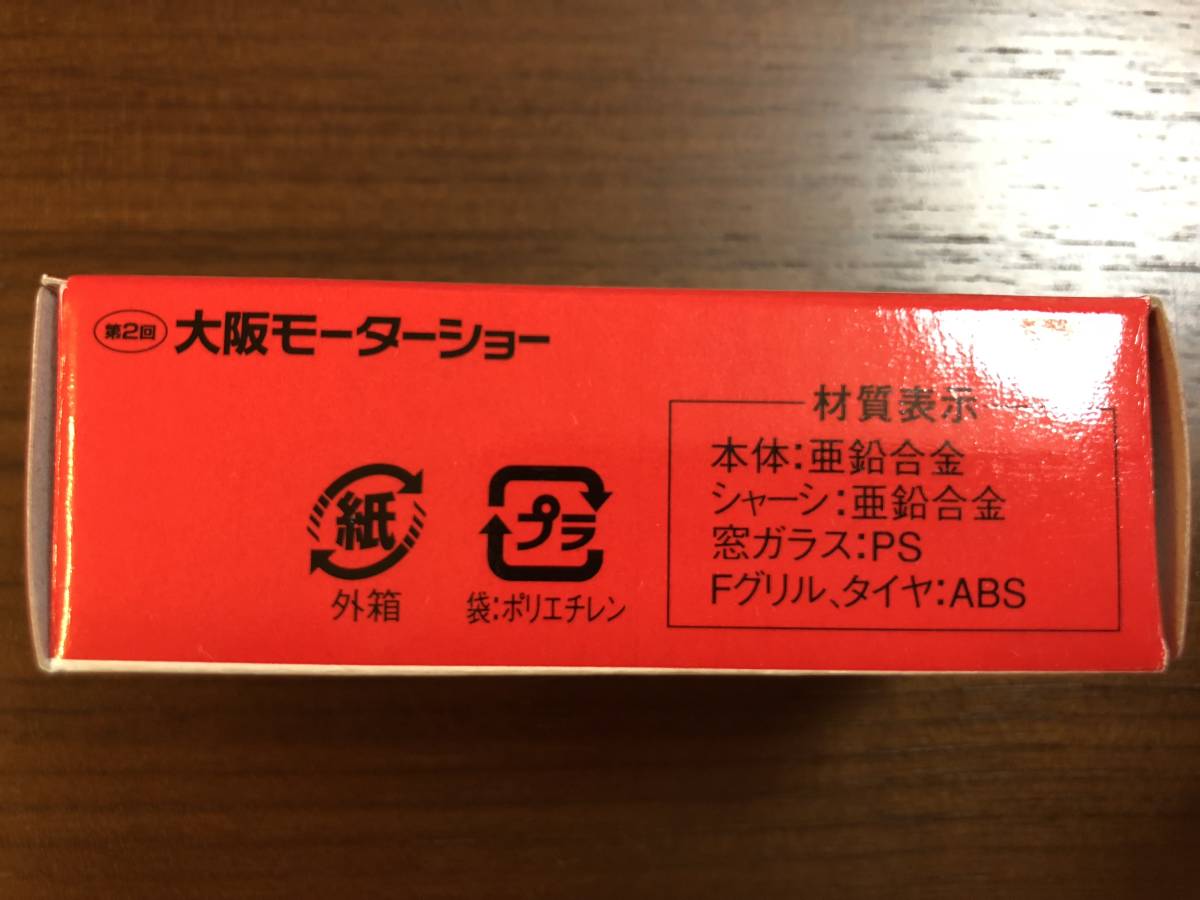 第2回 大阪モーターショー
紙
外箱
プラ
袋:ポリエチレン
材質表示
本体:亜鉛合金
シャーシ:亜鉛合金
窓ガラス:PS
Fグリル、タイヤ:ABS